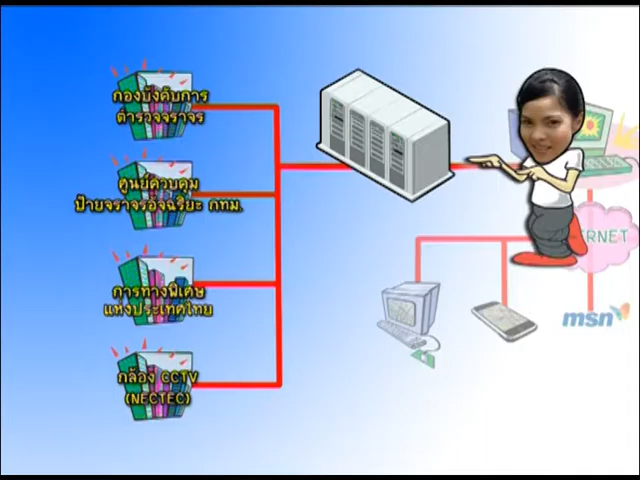 กองบังคับการ
ตำรวจจราจร
ศูนย์ควบคุม
ป้ายจราจรอัจฉริยะ กทม.
การทางพิเศษ
แห่งประเทศไทย
กล้อง CCTV
(NECTEC)
ERNET
msn